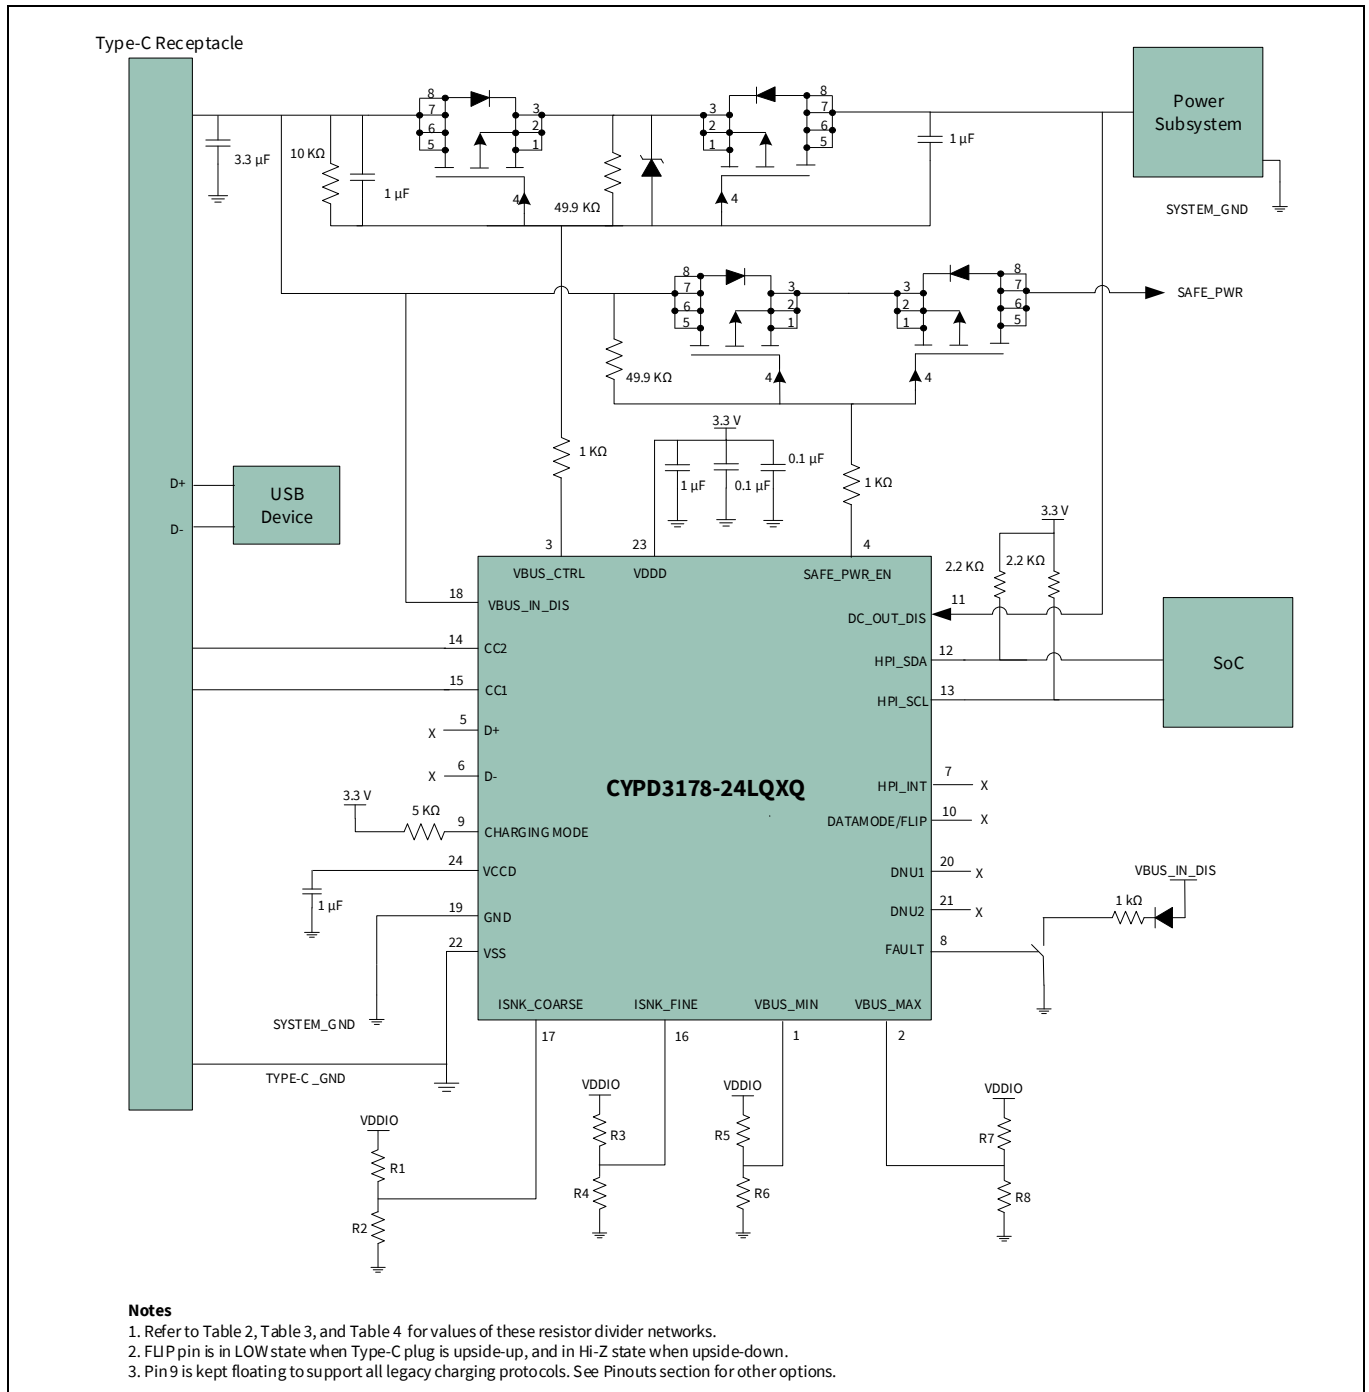 Type-C Receptacle
8
7
6
5
3
2
1
3
2
1
8
7
6
5
Power
Subsystem
3.3 µF
10 KΩ
1 µF
4
49.9 KΩ
4
1 µF
SYSTEM_GND
8
7
6
5
3
2
1
3
2
1
8
7
6
5
SAFE_PWR
49.9 KΩ
4
4
1 KΩ
3.3 V
1 µF
0.1 µF
0.1 µF
1 KΩ
D+
D-
USB
Device
3.3 V
2.2 KΩ
2.2 KΩ
3
23
4
VBUS_CTRL
VDDD
SAFE_PWR_EN
18
VBUS_IN_DIS
11
DC_OUT_DIS
14
CC2
12
HPI_SDA
SoC
15
CC1
13
HPI_SCL
X
5
D+
X
6
D-
CYPD3178-24LQXQ
7
HPI_INT
X
3.3 V
5 KΩ
9
CHARGING MODE
10
DATAMODE/FLIP
X
24
VCCD
1 µF
20
DNU1
X
VBUS_IN_DIS
1 kΩ
19
GND
21
DNU2
X
22
VSS
8
FAULT
ISNK_COARSE
ISNK_FINE
VBUS_MIN
VBUS_MAX
SYSTEM_GND
17
16
1
2
TYPE-C_GND
VDDIO
R1
R2
VDDIO
R3
R4
VDDIO
R5
R6
VDDIO
R7
R8
Notes
1. Refer to Table 2, Table 3, and Table 4 for values of these resistor divider networks.
2. FLIP pin is in LOW state when Type-C plug is upside-up, and in Hi-Z state when upside-down.
3. Pin 9 is kept floating to support all legacy charging protocols. See Pinouts section for other options.